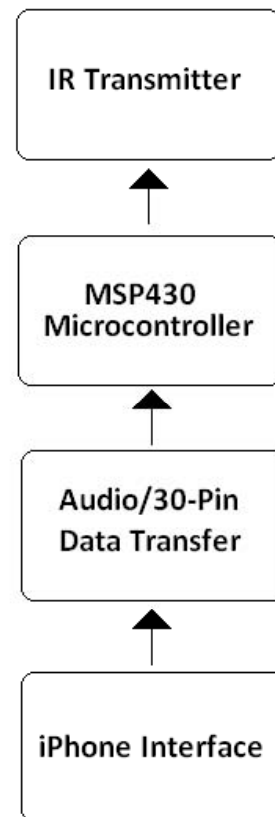 IR Transmitter
MSP430
Microcontroller
Audio/30-Pin
Data Transfer
iPhone Interface